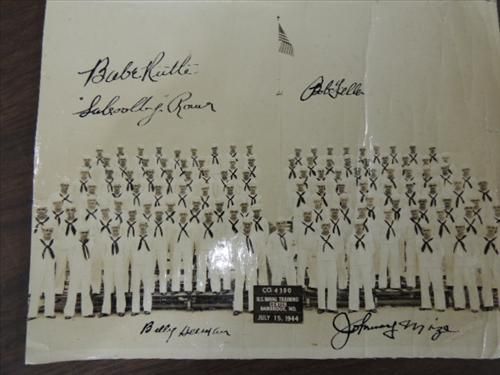 Babe Ruth
Bob Feller
"Schoolboy" Rowe
CO. 4390
U.S. NAVAL TRAINING
CENTER
BAINBRIDGE, MD.
JULY 15, 1944
Billy Herman
Johnny Mize